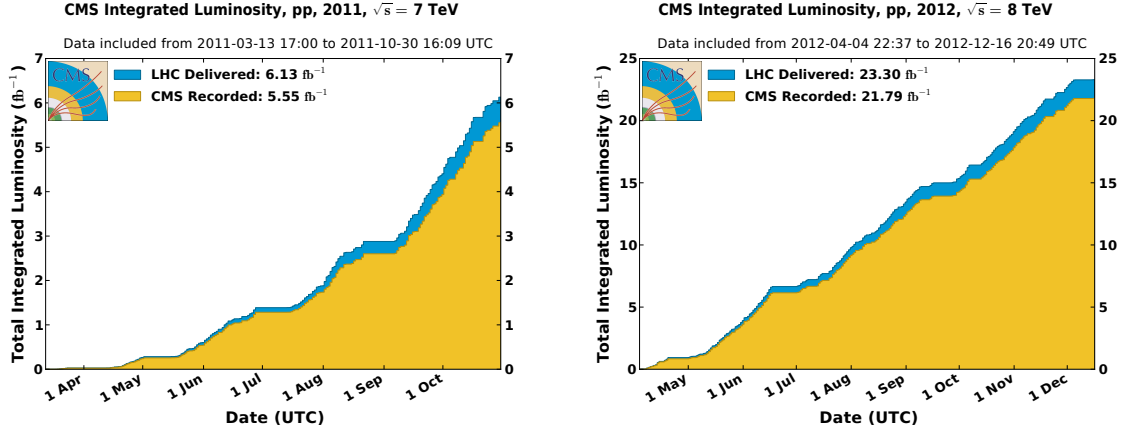 CMS Integrated Luminosity, pp, 2011, √s = 7 TeV
Data included from 2011-03-13 17:00 to 2011-10-30 16:09 UTC
CMS
LHC Delivered: 6.13 fb⁻¹
CMS Recorded: 5.55 fb⁻¹
Total Integrated Luminosity (fb⁻¹)
7
6
5
4
3
2
1
0
7
6
5
4
3
2
1
0
1 Apr
1 May
1 Jun
1 Jul
1 Aug
1 Sep
1 Oct
Date (UTC)
CMS Integrated Luminosity, pp, 2012, √s = 8 TeV
Data included from 2012-04-04 22:37 to 2012-12-16 20:49 UTC
CMS
LHC Delivered: 23.30 fb⁻¹
CMS Recorded: 21.79 fb⁻¹
Total Integrated Luminosity (fb⁻¹)
25
20
15
10
5
0
25
20
15
10
5
0
1 May
1 Jun
1 Jul
1 Aug
1 Sep
1 Oct
1 Nov
1 Dec
Date (UTC)